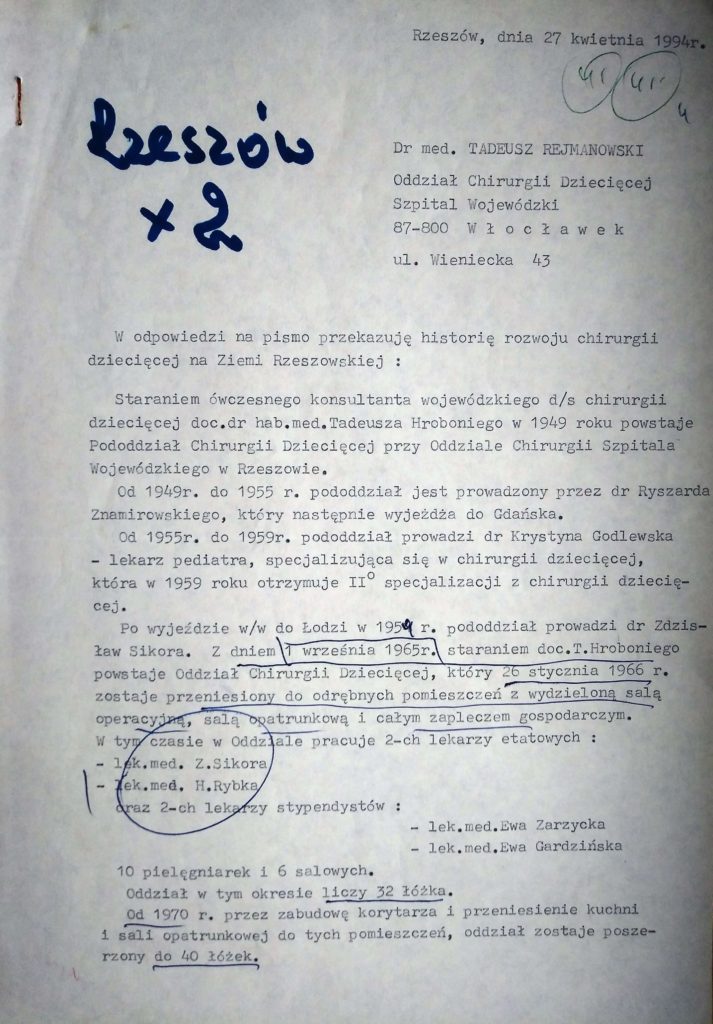 Rzeszów, dnia 27 kwietnia 1994r.
Rzeszów
x 2
Dr med. TADEUSZ REJMANOWSKI
Oddział Chirurgii Dziecięcej
Szpital Wojewódzki
87-800 W ł o c ł a w e k
ul. Wieniecka 43
W odpowiedzi na pismo przekazuję historię rozwoju chirurgii
dziecięcej na Ziemi Rzeszowskiej :
Staraniem ówczesnego konsultanta wojewódzkiego d/s chirurgii
dziecięcej doc.dr hab.med.Tadeusza Hroboniego w 1949 roku powstaje
Pododdział Chirurgii Dziecięcej przy Oddziale Chirurgii Szpitala
Wojewódzkiego w Rzeszowie.
Od 1949r. do 1955 r. pododdział jest prowadzony przez dr Ryszarda
Znamirowskiego, który następnie wyjeżdża do Gdańska.
Od 1955r. do 1959r. pododdział prowadzi dr Krystyna Godlewska
- lekarz pediatra, specjalizująca się w chirurgii dziecięcej,
która w 1959 roku otrzymuje II° specjalizacji z chirurgii dziecię-
cej.
Po wyjeździe w/w do Łodzi w 1959 r. pododdział prowadzi dr Zdzis-
ław Sikora. Z dniem 1 września 1965r. staraniem doc.T.Hroboniego
powstaje Oddział Chirurgii Dziecięcej, który 26 stycznia 1966 r.
zostaje przeniesiony do odrębnych pomieszczeń z wydzieloną salą
operacyjną, salą opatrunkową i całym zapleczem gospodarczym.
W tym czasie w Oddziale pracuje 2-ch lekarzy etatowych :
- lek.med. Z.Sikora
- lek.med. H.Rybka
oraz 2-ch lekarzy stypendystów :
- lek.med.Ewa Zarzycka
- lek.med.Ewa Gardzińska
10 pielęgniarek i 6 salowych.
Oddział w tym okresie liczy 32 łóżka.
Od 1970 r. przez zabudowę korytarza i przeniesienie kuchni
i sali opatrunkowej do tych pomieszczeń, oddział zostaje posze-
rzony do 40 łóżek.